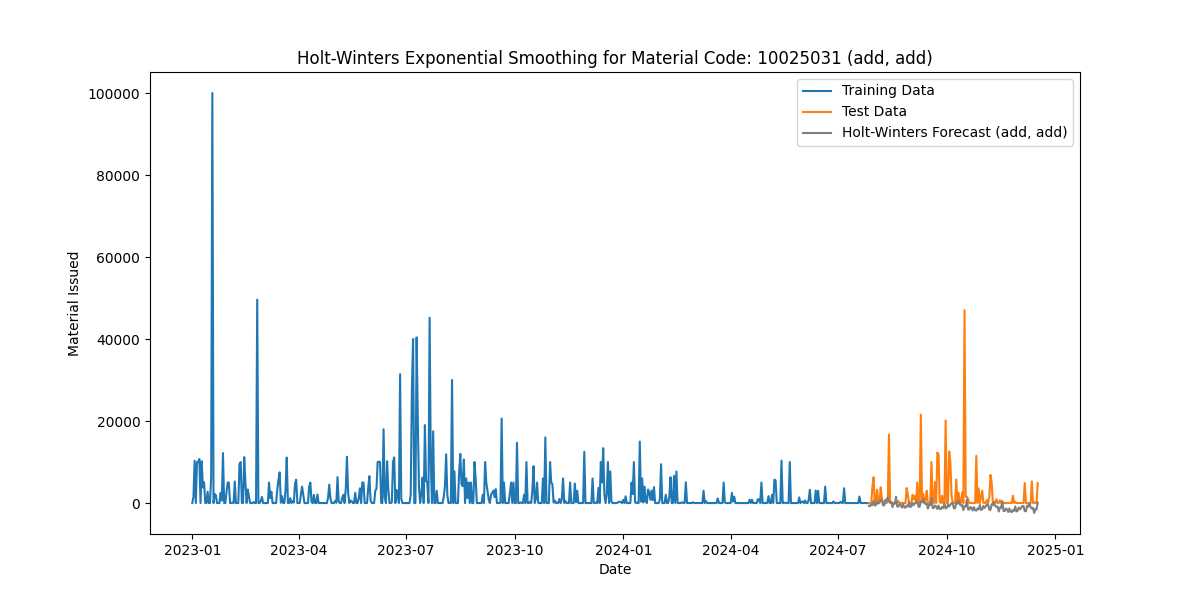 Holt-Winters Exponential Smoothing for Material Code: 10025031 (add, add)
Training Data
Test Data
Holt-Winters Forecast (add, add)
Material Issued
100000
80000
60000
40000
20000
0
2023-01
2023-04
2023-07
2023-10
2024-01
2024-04
2024-07
2024-10
2025-01
Date